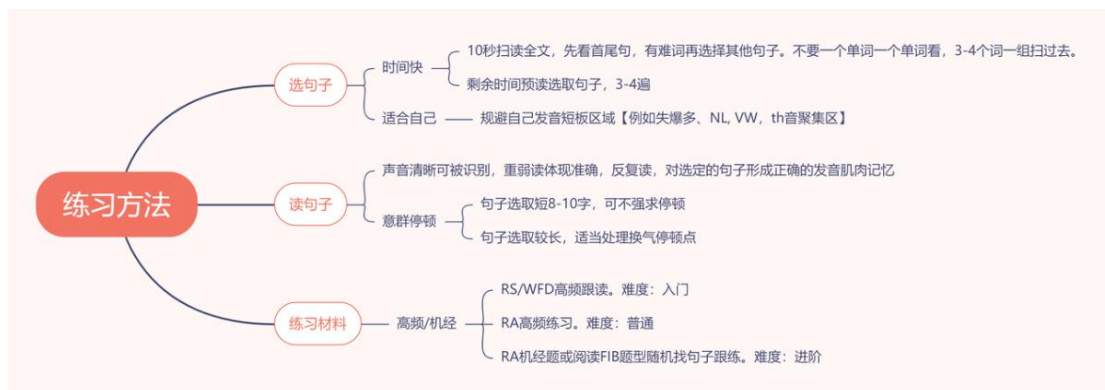 练习方法
选句子
时间快
10秒扫读全文，先看首尾句，有难词再选择其他句子。不要一个单词一个单词看，3-4个词一组扫过去。
剩余时间预读选取句子，3-4遍
适合自己
规避自己发音短板区域【例如失爆多、NL, VW，th音聚集区】
读句子
声音清晰可被识别，重弱读体现准确，反复读，对选定的句子形成正确的发音肌肉记忆
意群停顿
句子选取短8-10字，可不强求停顿
句子选取较长，适当处理换气停顿点
练习材料
高频/机经
RS/WFD高频跟读。难度：入门
RA高频练习。难度：普通
RA机经题或阅读FIB题型随机找句子跟练。难度：进阶